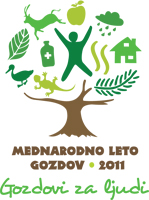 MEDNARODNO LETO
GOZDOV • 2011
Gozdovi za ljudi